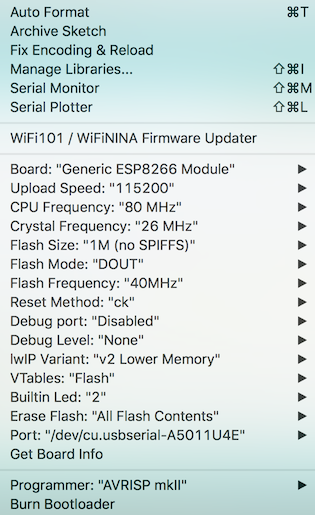 Auto Format ⌘T
Archive Sketch
Fix Encoding & Reload
Manage Libraries... ⇧⌘I
Serial Monitor ⇧⌘M
Serial Plotter ⇧⌘L
WiFi101 / WiFiNINA Firmware Updater
Board: "Generic ESP8266 Module"
Upload Speed: "115200"
CPU Frequency: "80 MHz"
Crystal Frequency: "26 MHz"
Flash Size: "1M (no SPIFFS)"
Flash Mode: "DOUT"
Flash Frequency: "40MHz"
Reset Method: "ck"
Debug port: "Disabled"
Debug Level: "None"
lwIP Variant: "v2 Lower Memory"
VTables: "Flash"
Builtin Led: "2"
Erase Flash: "All Flash Contents"
Port: "/dev/cu.usbserial-A5011U4E"
Get Board Info
Programmer: "AVRISP mkII"
Burn Bootloader